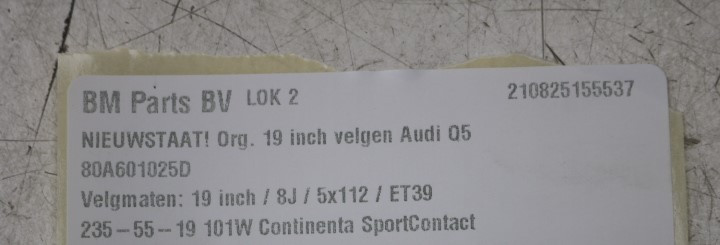 BM Parts BV LOK 2 210825155537
NIEUWSTAAT! Org. 19 inch velgen Audi Q5
80A601025D
Velgmaten: 19 inch / 8J / 5x112 / ET39
235-55--19 101W Continenta SportContact